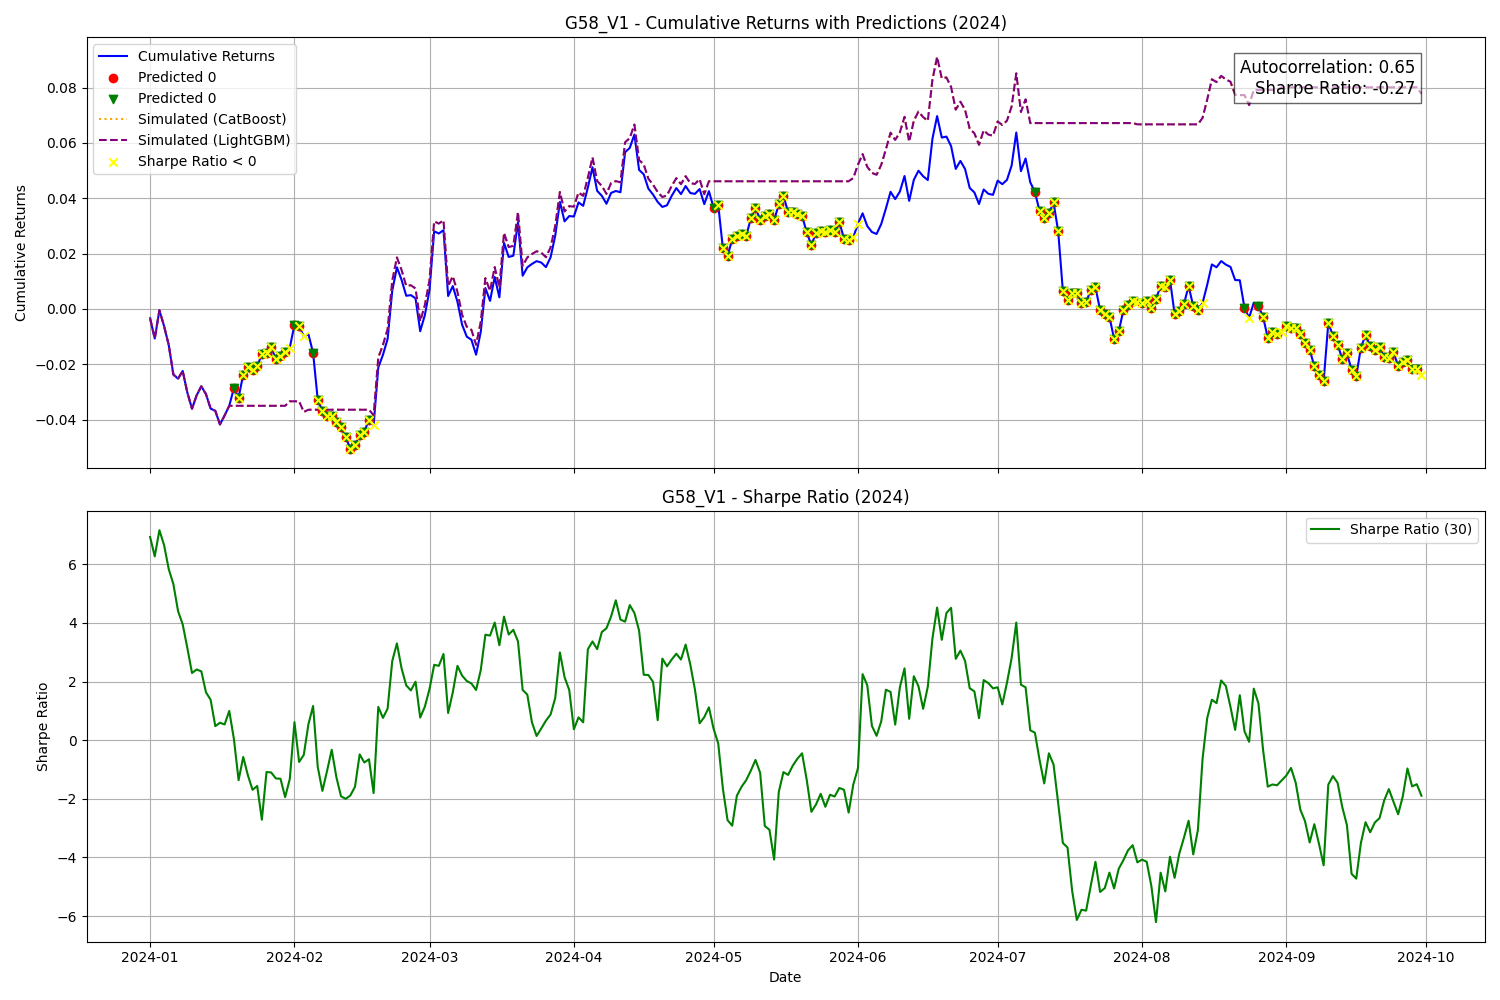 G58_V1 - Cumulative Returns with Predictions (2024)
Cumulative Returns
Predicted 0
Predicted 0
Simulated (CatBoost)
Simulated (LightGBM)
Sharpe Ratio < 0
Autocorrelation: 0.65
Sharpe Ratio: -0.27
Cumulative Returns
0.08
0.06
0.04
0.02
0.00
−0.02
−0.04
G58_V1 - Sharpe Ratio (2024)
Sharpe Ratio (30)
Sharpe Ratio
6
4
2
0
−2
−4
−6
2024-01 2024-02 2024-03 2024-04 2024-05 2024-06 2024-07 2024-08 2024-09 2024-10
Date